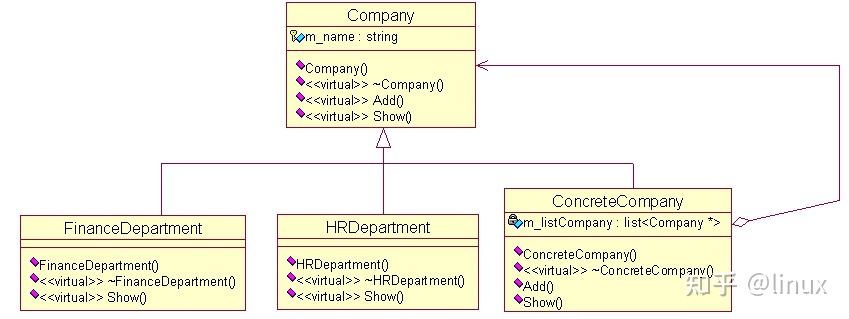 Company
m_name : string
Company()
<<virtual>> ~Company()
<<virtual>> Add()
<<virtual>> Show()
FinanceDepartment
FinanceDepartment()
<<virtual>> ~FinanceDepartment()
<<virtual>> Show()
HRDepartment
HRDepartment()
<<virtual>> ~HRDepartment()
<<virtual>> Show()
ConcreteCompany
m_listCompany : list<Company *>
ConcreteCompany()
<<virtual>> ~ConcreteCompany()
Add()
Show()
知乎 @linux